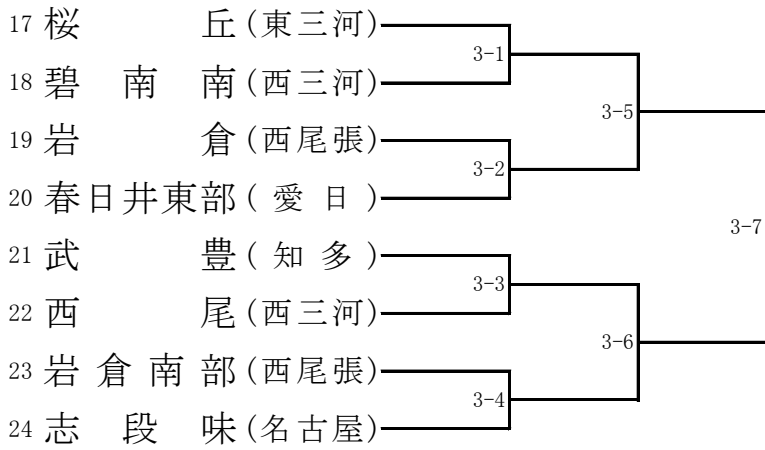 17 桜丘(東三河)
3-1
18 碧南南(西三河)
3-5
19 岩倉(西尾張)
3-2
20 春日井東部(愛日)
3-7
21 武豊(知多)
3-3
22 西尾(西三河)
3-6
23 岩倉南部(西尾張)
3-4
24 志段味(名古屋)